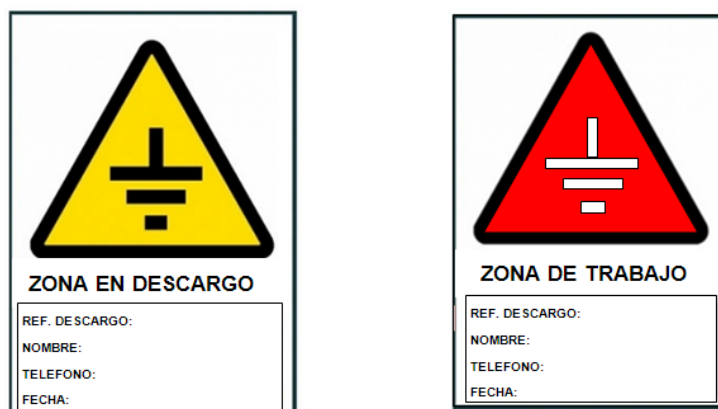 ZONA EN DESCARGO
REF. DESCARGO:
NOMBRE:
TELEFONO:
FECHA:
ZONA DE TRABAJO
REF. DESCARGO:
NOMBRE:
TELEFONO:
FECHA: